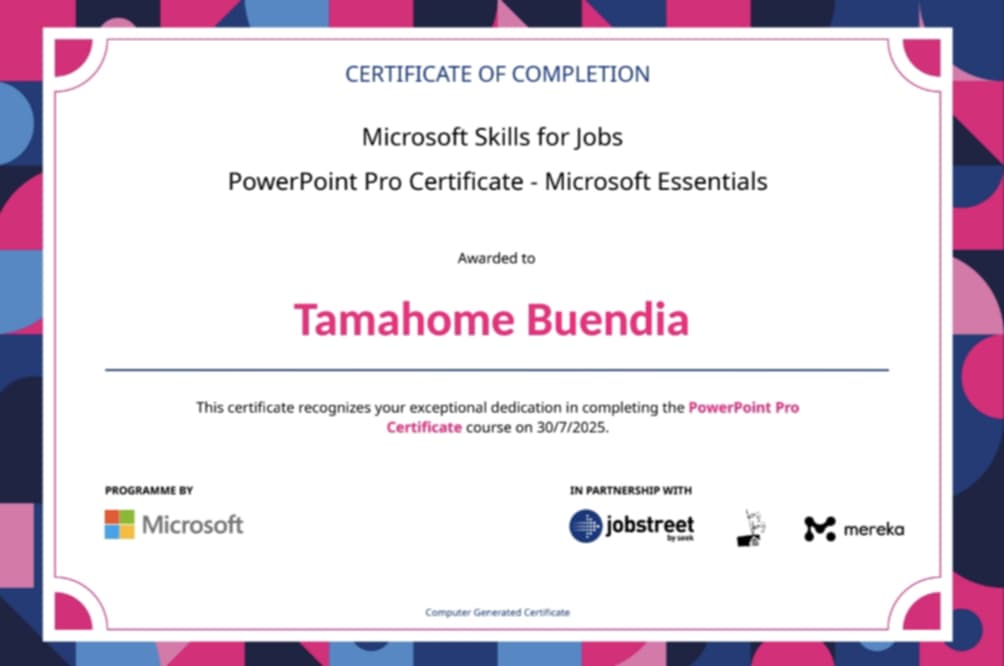 CERTIFICATE OF COMPLETION
Microsoft Skills for Jobs
PowerPoint Pro Certificate - Microsoft Essentials
Awarded to
Tamahome Buendia
This certificate recognizes your exceptional dedication in completing the PowerPoint Pro
Certificate course on 30/7/2025.
PROGRAMME BY
Microsoft
IN PARTNERSHIP WITH
jobstreet
by seek
mereka
Computer Generated Certificate